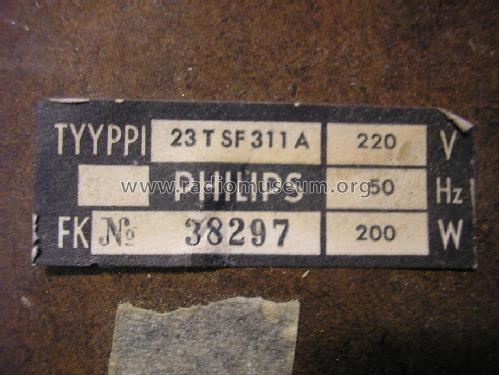 TYYPPI 23 T SF 311 A 220 V
PHILIPS 50 Hz
www.radiomuseum.org
FK № 38297 200 W